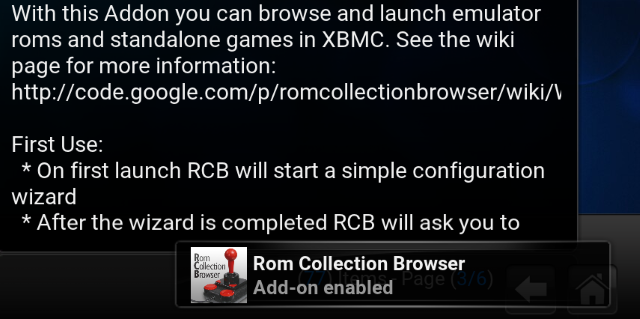 With this Addon you can browse and launch emulator
roms and standalone games in XBMC. See the wiki
page for more information:
http://code.google.com/p/romcollectionbrowser/wiki/
First Use:
* On first launch RCB will start a simple configuration
wizard
* After the wizard is completed RCB will ask you to
Rom
Collection
Browser
Rom Collection Browser
Items - Page (3/6)
Add-on enabled